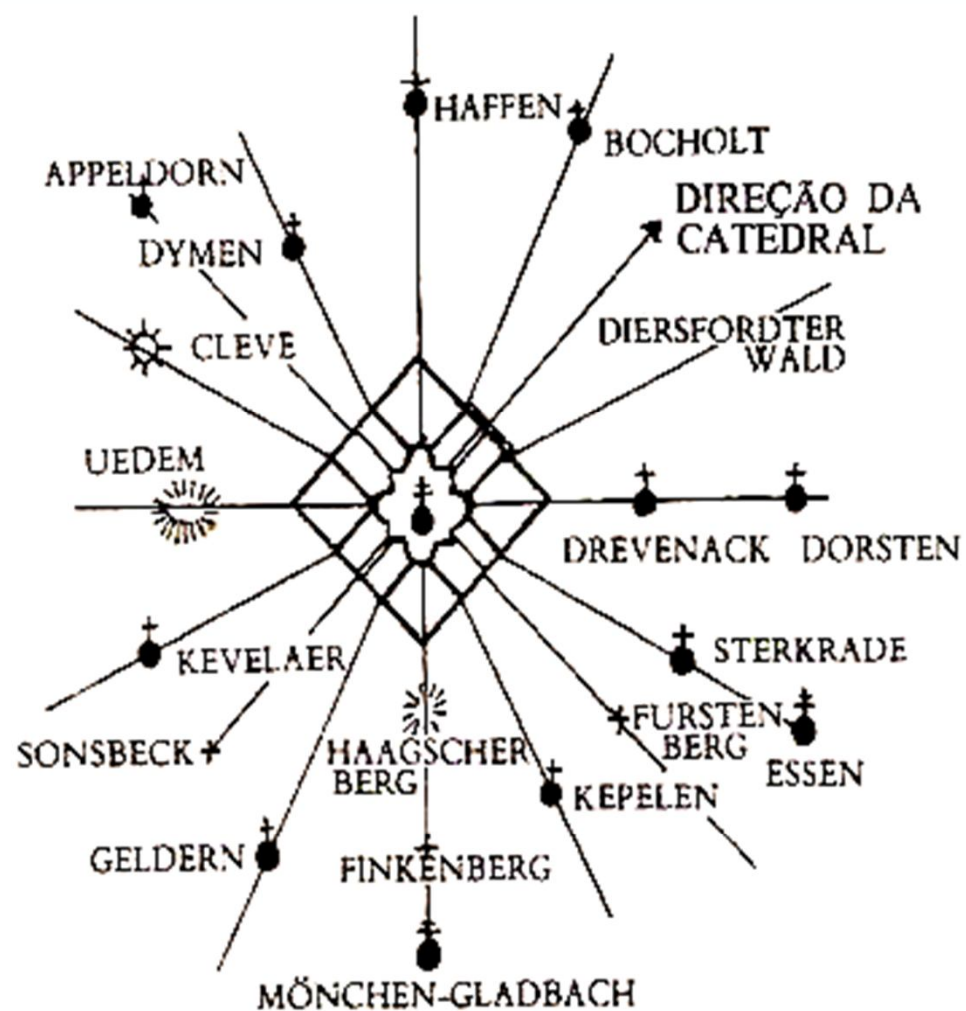 HAFFEN
BOCHOLT
APPELDORN
DIREÇÃO DA
CATEDRAL
DYMEN
DIERSFORDTER
WALD
CLEVE
UEDEM
DREVENACK DORSTEN
STERKRADE
KEVELAER
FURSTEN
BERG
SONSBECK
HAAGSCHER
BERG
ESSEN
KEPELEN
GELDERN
FINKENBERG
MÖNCHEN-GLADBACH